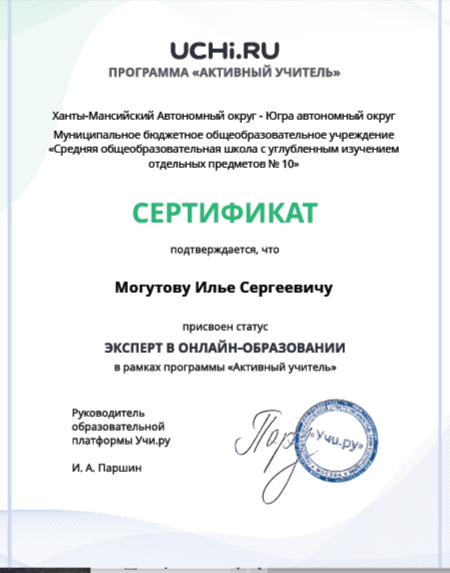 UCHi.RU
ПРОГРАММА «АКТИВНЫЙ УЧИТЕЛЬ»
Ханты-Мансийский Автономный округ - Югра автономный округ
Муниципальное бюджетное общеобразовательное учреждение
«Средняя общеобразовательная школа с углубленным изучением
отдельных предметов № 10»
СЕРТИФИКАТ
подтверждается, что
Могутову Илье Сергеевичу
присвоен статус
ЭКСПЕРТ В ОНЛАЙН-ОБРАЗОВАНИИ
в рамках программы «Активный учитель»
Руководитель
образовательной
платформы Учи.ру
И. А. Паршин
«Учи.ру»